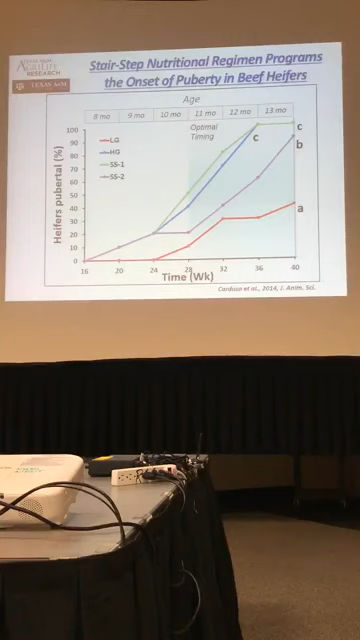 TEXAS A&M
AGRILIFE
RESEARCH
TEXAS A&M
Stair-Step Nutritional Regimen Programs
the Onset of Puberty in Beef Heifers
Age
8 mo 9 mo 10 mo 11 mo 12 mo 13 mo
Optimal
Timing
Heifers pubertal (%)
100
90
80
70
60
50
40
30
20
10
0
LG
HG
SS-1
SS-2
c
c
b
a
16 20 24 28 32 36 40
Time (Wk)
Cardoso et al., 2014, J. Anim. Sci.